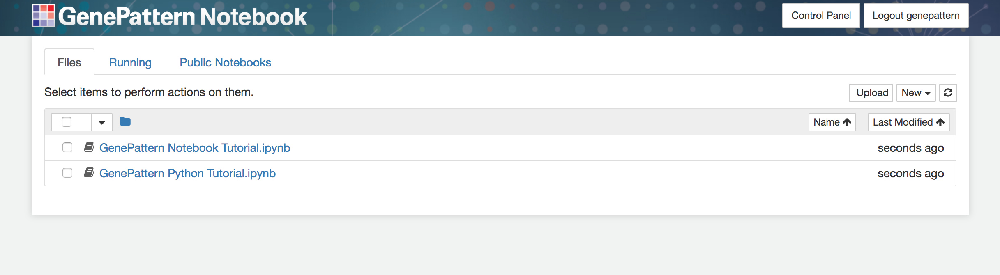 GenePattern Notebook
Control Panel
Logout genepattern
Files
Running
Public Notebooks
Select items to perform actions on them.
Upload
New
Name
Last Modified
GenePattern Notebook Tutorial.ipynb
seconds ago
GenePattern Python Tutorial.ipynb
seconds ago